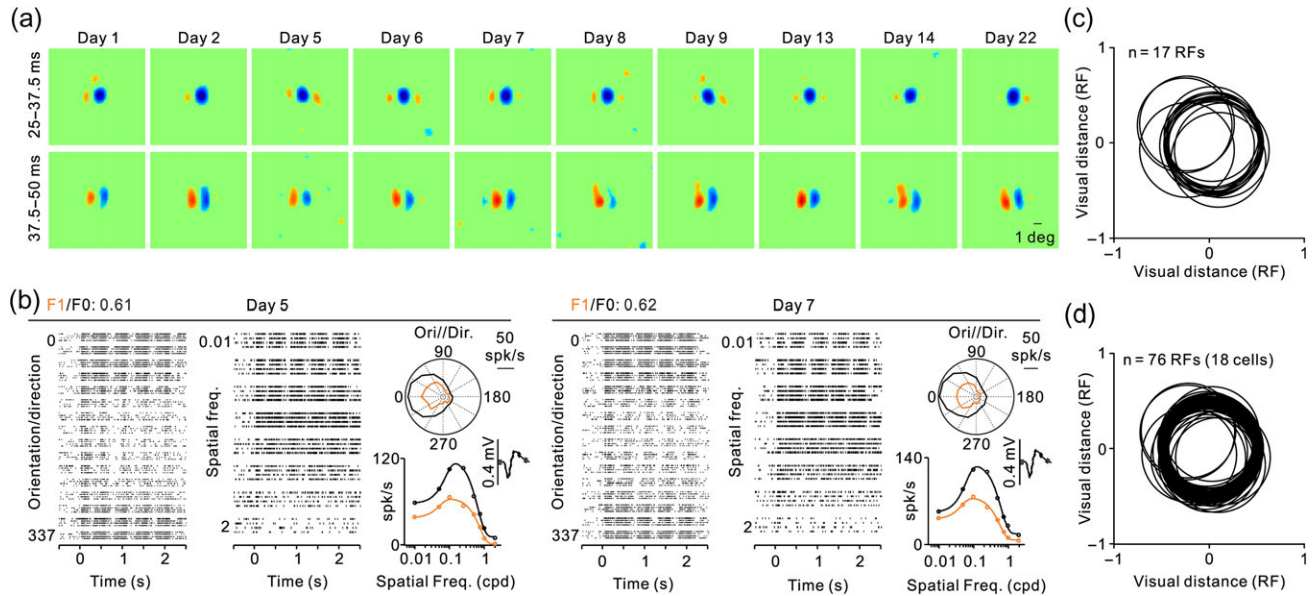 (a)
Day 1 Day 2 Day 5 Day 6 Day 7 Day 8 Day 9 Day 13 Day 14 Day 22
25–37.5 ms
37.5–50 ms
1 deg
(b)
F1/F0: 0.61 Day 5
Orientation/direction
0
337
0 1 2
Time (s)
Spatial freq.
0.01
2
0 1 2
Time (s)
Ori//Dir.
50
spk/s
90
0 180
270
0.4 mV
spk/s
120
60
0
0.01 0.1 1
Spatial Freq. (cpd)
F1/F0: 0.62 Day 7
Orientation/direction
0
337
0 1 2
Time (s)
Spatial freq.
0.01
2
0 1 2
Time (s)
Ori//Dir.
50
spk/s
90
0 180
270
0.4 mV
spk/s
140
70
0
0.01 0.1 1
Spatial Freq. (cpd)
(c)
n = 17 RFs
Visual distance (RF)
1
0
−1
−1 0 1
Visual distance (RF)
(d)
n = 76 RFs (18 cells)
Visual distance (RF)
1
0
−1
−1 0 1
Visual distance (RF)